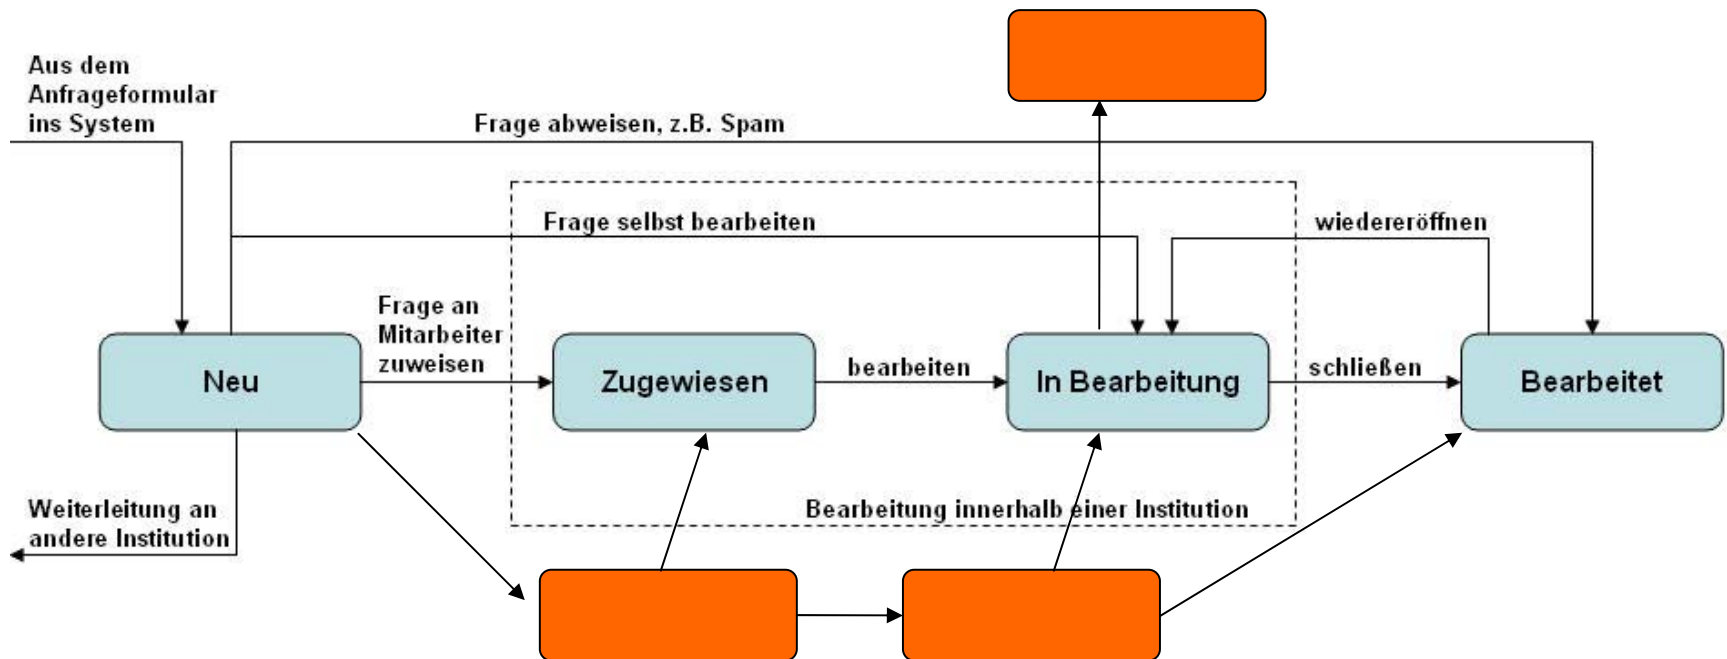 Aus dem
Anfrageformular
ins System
Frage abweisen, z.B. Spam
Frage selbst bearbeiten
wiedereröffnen
Frage an
Mitarbeiter
zuweisen
Neu
Zugewiesen
bearbeiten
In Bearbeitung
schließen
Bearbeitet
Weiterleitung an
andere Institution
Bearbeitung innerhalb einer Institution